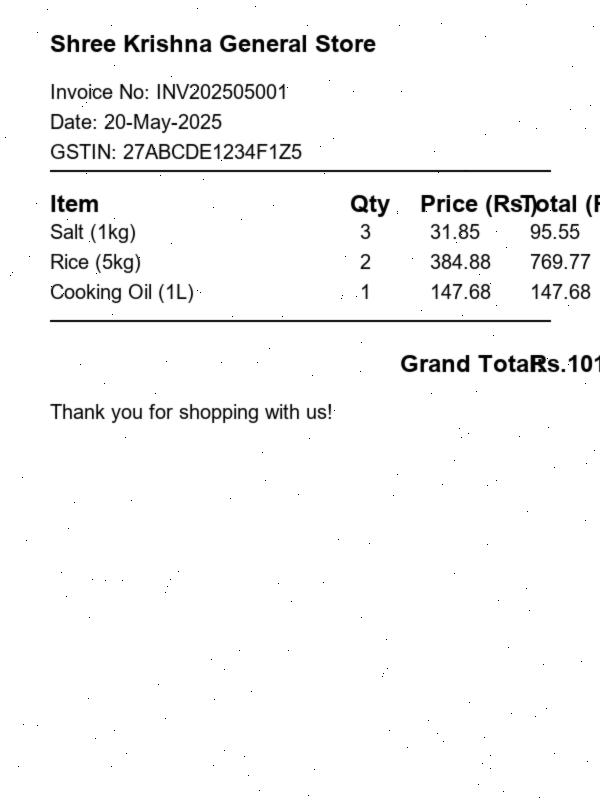 Shree Krishna General Store
Invoice No: INV202505001
Date: 20-May-2025
GSTIN: 27ABCDE1234F1Z5
Item Qty Price (Rs.) Total (R
Salt (1kg) 3 31.85 95.55
Rice (5kg) 2 384.88 769.77
Cooking Oil (1L) 1 147.68 147.68
Grand Total Rs.101
Thank you for shopping with us!